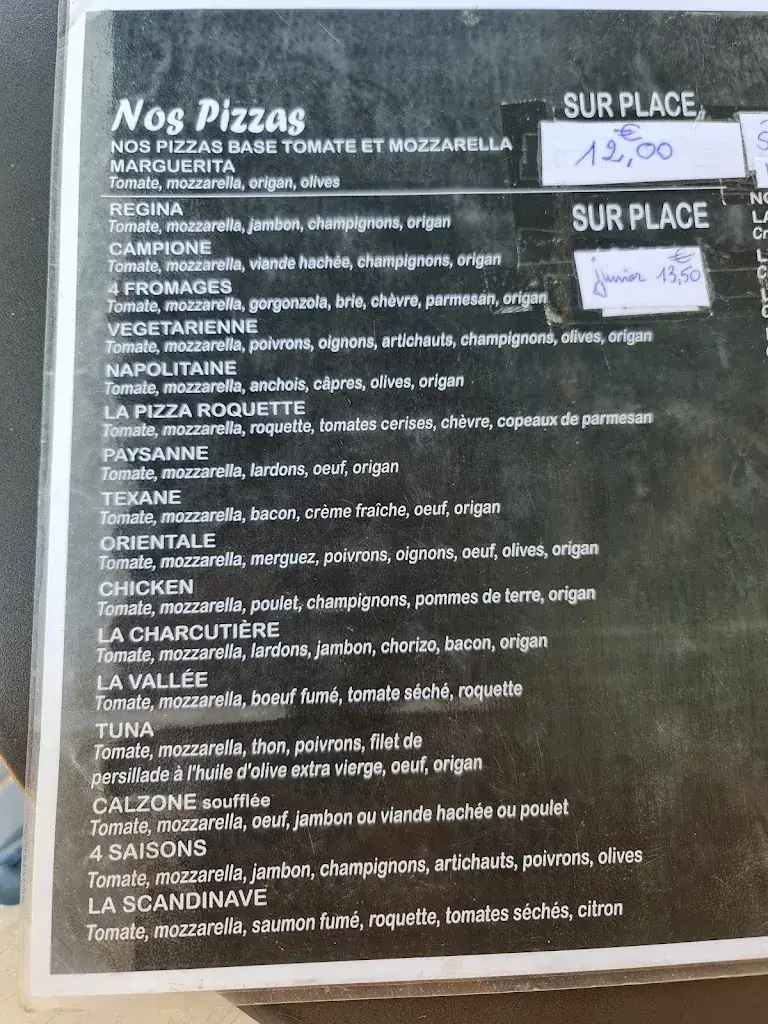 Nos Pizzas
SUR PLACE
NOS PIZZAS BASE TOMATE ET MOZZARELLA
€
12,00
MARGUERITA
Tomate, mozzarella, origan, olives
REGINA
SUR PLACE
Tomate, mozzarella, jambon, champignons, origan
CAMPIONE
Tomate, mozzarella, viande hachée, champignons, origan
€
13,50
4 FROMAGES
Tomate, mozzarella, gorgonzola, brie, chèvre, parmesan, origan
VEGETARIENNE
Tomate, mozzarella, poivrons, oignons, artichauts, champignons, olives, origan
NAPOLITAINE
Tomate, mozzarella, anchois, câpres, olives, origan
LA PIZZA ROQUETTE
Tomate, mozzarella, roquette, tomates cerises, chèvre, copeaux de parmesan
PAYSANNE
Tomate, mozzarella, lardons, oeuf, origan
TEXANE
Tomate, mozzarella, bacon, crème fraîche, oeuf, origan
ORIENTALE
Tomate, mozzarella, merguez, poivrons, oignons, oeuf, olives, origan
CHICKEN
Tomate, mozzarella, poulet, champignons, pommes de terre, origan
LA CHARCUTIÈRE
Tomate, mozzarella, lardons, jambon, chorizo, bacon, origan
LA VALLÉE
Tomate, mozzarella, boeuf fumé, tomate séché, roquette
TUNA
Tomate, mozzarella, thon, poivrons, filet de
persillade à l'huile d'olive extra vierge, oeuf, origan
CALZONE soufflée
Tomate, mozzarella, oeuf, jambon ou viande hachée ou poulet
4 SAISONS
Tomate, mozzarella, jambon, champignons, artichauts, poivrons, olives
LA SCANDINAVE
Tomate, mozzarella, saumon fumé, roquette, tomates séchés, citron